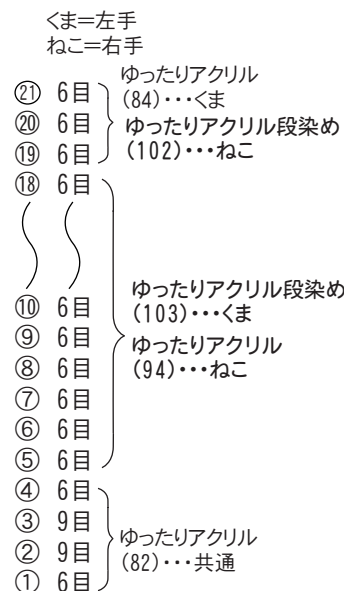 くま=左手
ねこ=右手
㉑ 6目
⑳ 6目
⑲ 6目
ゆったりアクリル
(84)・・・くま
ゆったりアクリル段染め
(102)・・・ねこ
⑱ 6目
⑩ 6目
⑨ 6目
⑧ 6目
⑦ 6目
⑥ 6目
⑤ 6目
ゆったりアクリル段染め
(103)・・・くま
ゆったりアクリル
(94)・・・ねこ
④ 6目
③ 9目
② 9目
① 6目
ゆったりアクリル
(82)・・・共通